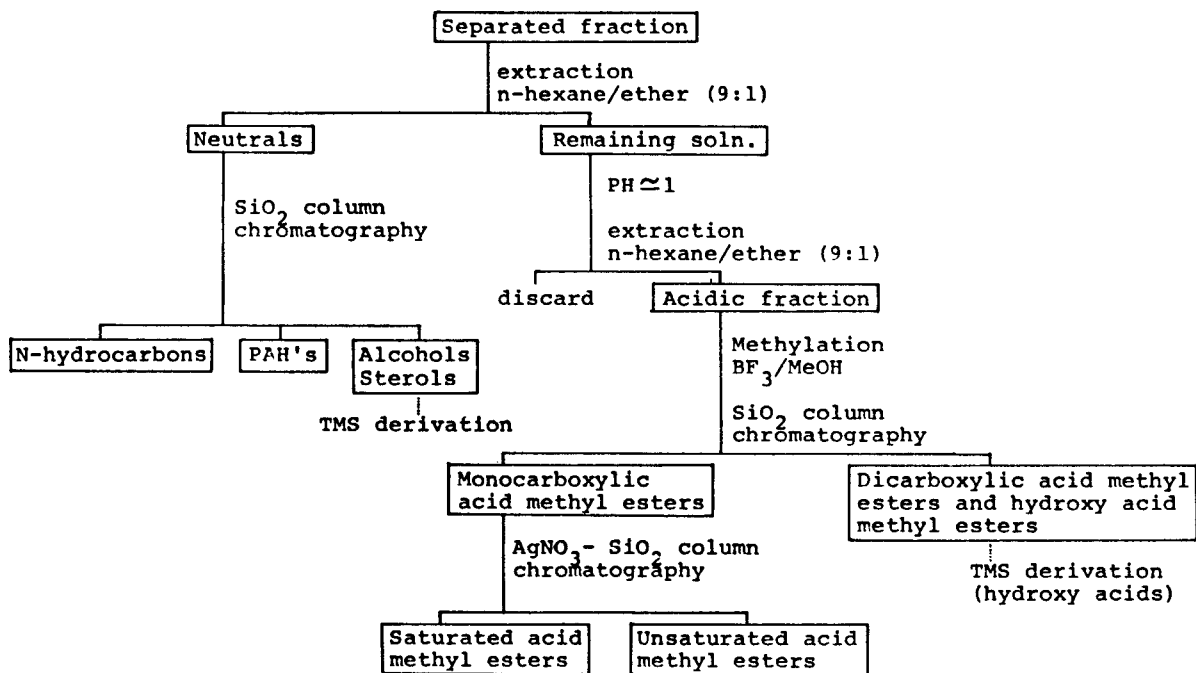 Separated fraction
extraction
n-hexane/ether (9:1)
Neutrals
Remaining soln.
PH≃1
SiO2 column
chromatography
extraction
n-hexane/ether (9:1)
discard
Acidic fraction
N-hydrocarbons
PAH's
Alcohols
Sterols
TMS derivation
Methylation
BF3/MeOH
SiO2 column
chromatography
Monocarboxylic
acid methyl esters
Dicarboxylic acid methyl
esters and hydroxy acid
methyl esters
AgNO3- SiO2 column
chromatography
TMS derivation
(hydroxy acids)
Saturated acid
methyl esters
Unsaturated acid
methyl esters